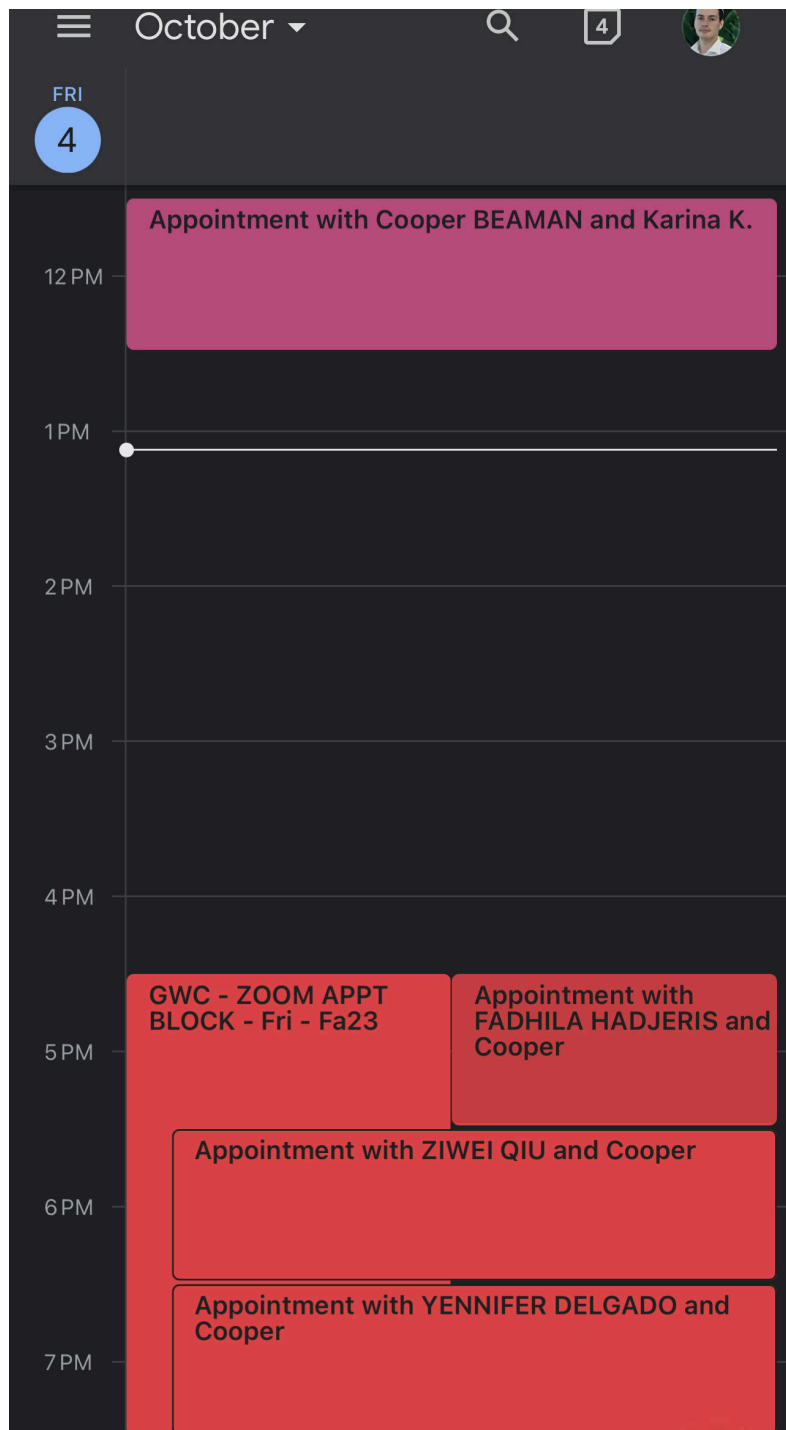 October
4
FRI
4
Appointment with Cooper BEAMAN and Karina K.
12 PM
1 PM
2 PM
3 PM
4 PM
GWC - ZOOM APPT
BLOCK - Fri - Fa23
Appointment with
FADHILA HADJERIS and
Cooper
5 PM
Appointment with ZIWEI QIU and Cooper
6 PM
Appointment with YENNIFER DELGADO and
Cooper
7 PM